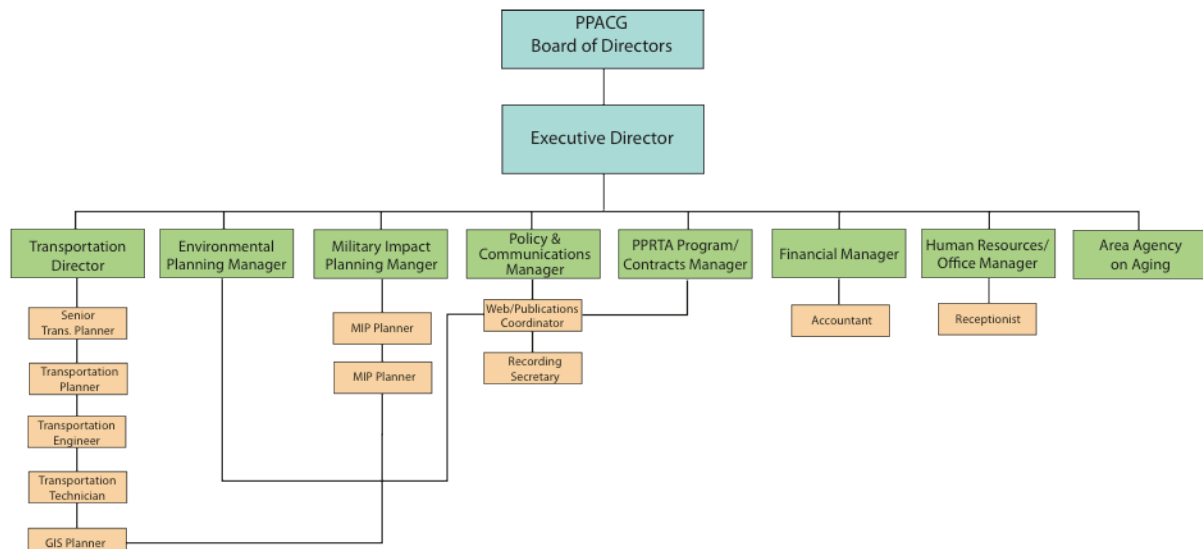 PPACG
Board of Directors
Executive Director
Transportation
Director
Environmental
Planning Manager
Military Impact
Planning Manger
Policy &
Communications
Manager
PPRTA Program/
Contracts Manager
Financial Manager
Human Resources/
Office Manager
Area Agency
on Aging
Senior
Trans. Planner
Transportation
Planner
Transportation
Engineer
Transportation
Technician
GIS Planner
MIP Planner
MIP Planner
Web/Publications
Coordinator
Recording
Secretary
Accountant
Receptionist